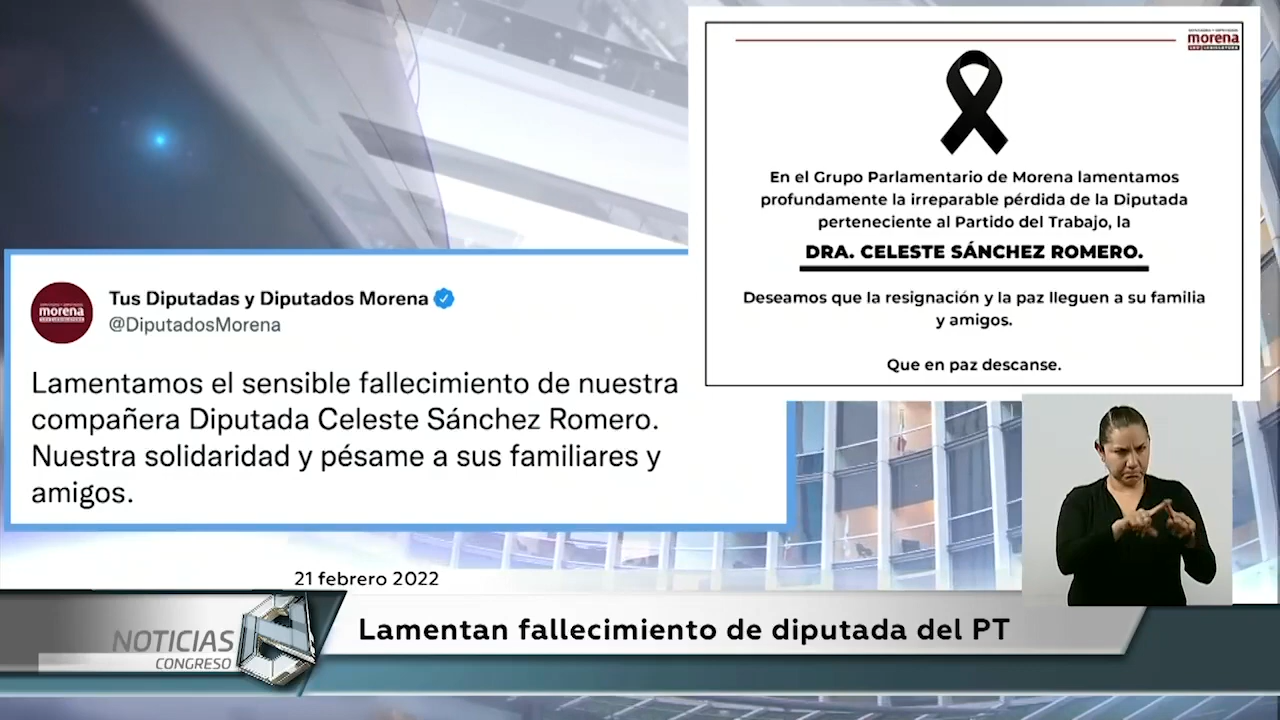 morena
En el Grupo Parlamentario de Morena lamentamos
profundamente la irreparable pérdida de la Diputada
perteneciente al Partido del Trabajo, la
DRA. CELESTE SÁNCHEZ ROMERO.
Deseamos que la resignación y la paz lleguen a su familia
y amigos.
Que en paz descanse.
morena
Tus Diputadas y Diputados Morena
@DiputadosMorena
Lamentamos el sensible fallecimiento de nuestra
compañera Diputada Celeste Sánchez Romero.
Nuestra solidaridad y pésame a sus familiares y
amigos.
21 febrero 2022
NOTICIAS
CONGRESO
Lamentan fallecimiento de diputada del PT